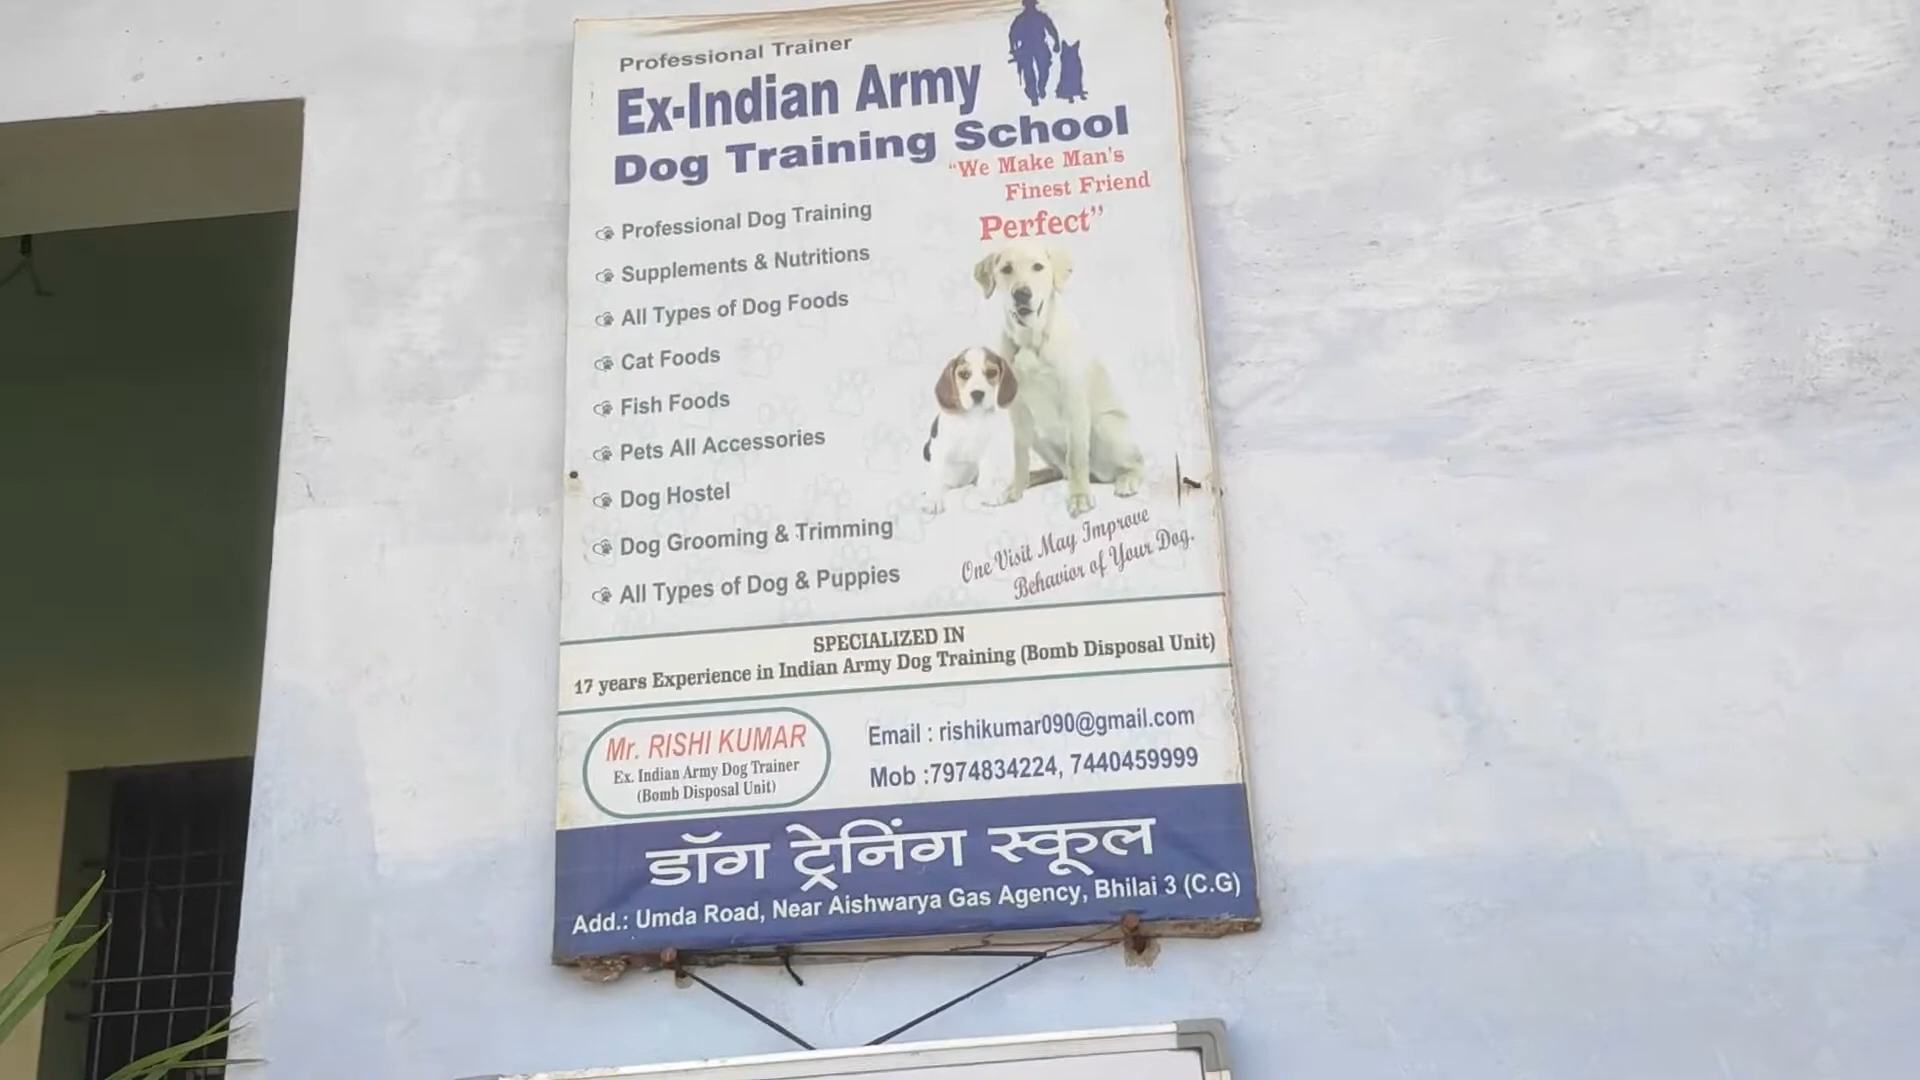 Professional Trainer
Ex-Indian Army
Dog Training School
"We Make Man's
Finest Friend
Perfect"
Professional Dog Training
Supplements & Nutritions
All Types of Dog Foods
Cat Foods
Fish Foods
Pets All Accessories
Dog Hostel
Dog Grooming & Trimming
All Types of Dog & Puppies
One Visit May Improve
Behavior of Your Dog.
SPECIALIZED IN
17 years Experience in Indian Army Dog Training (Bomb Disposal Unit)
Mr. RISHI KUMAR
Ex. Indian Army Dog Trainer
(Bomb Disposal Unit)
Email : rishikumar090@gmail.com
Mob :7974834224, 7440459999
डॉग ट्रेनिंग स्कूल
Add.: Umda Road, Near Aishwarya Gas Agency, Bhilai 3 (C.G)